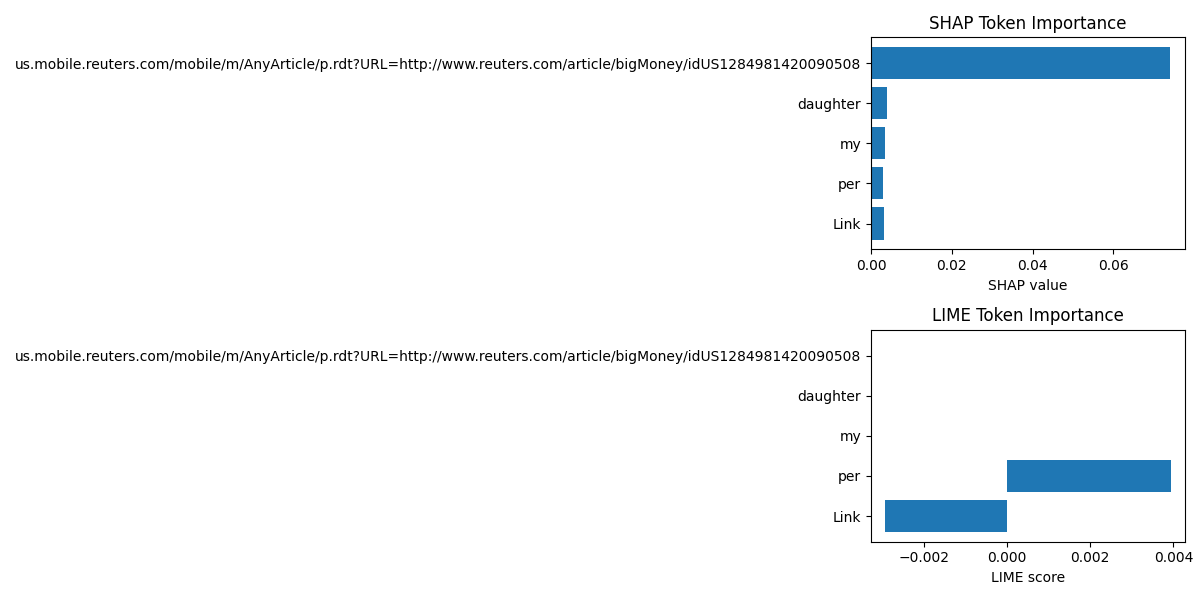 SHAP Token Importance
us.mobile.reuters.com/mobile/m/AnyArticle/p.rdt?URL=http://www.reuters.com/article/bigMoney/idUS1284981420090508
daughter
my
per
Link
0.00 0.02 0.04 0.06
SHAP value
LIME Token Importance
us.mobile.reuters.com/mobile/m/AnyArticle/p.rdt?URL=http://www.reuters.com/article/bigMoney/idUS1284981420090508
daughter
my
per
Link
−0.002 0.000 0.002 0.004
LIME score